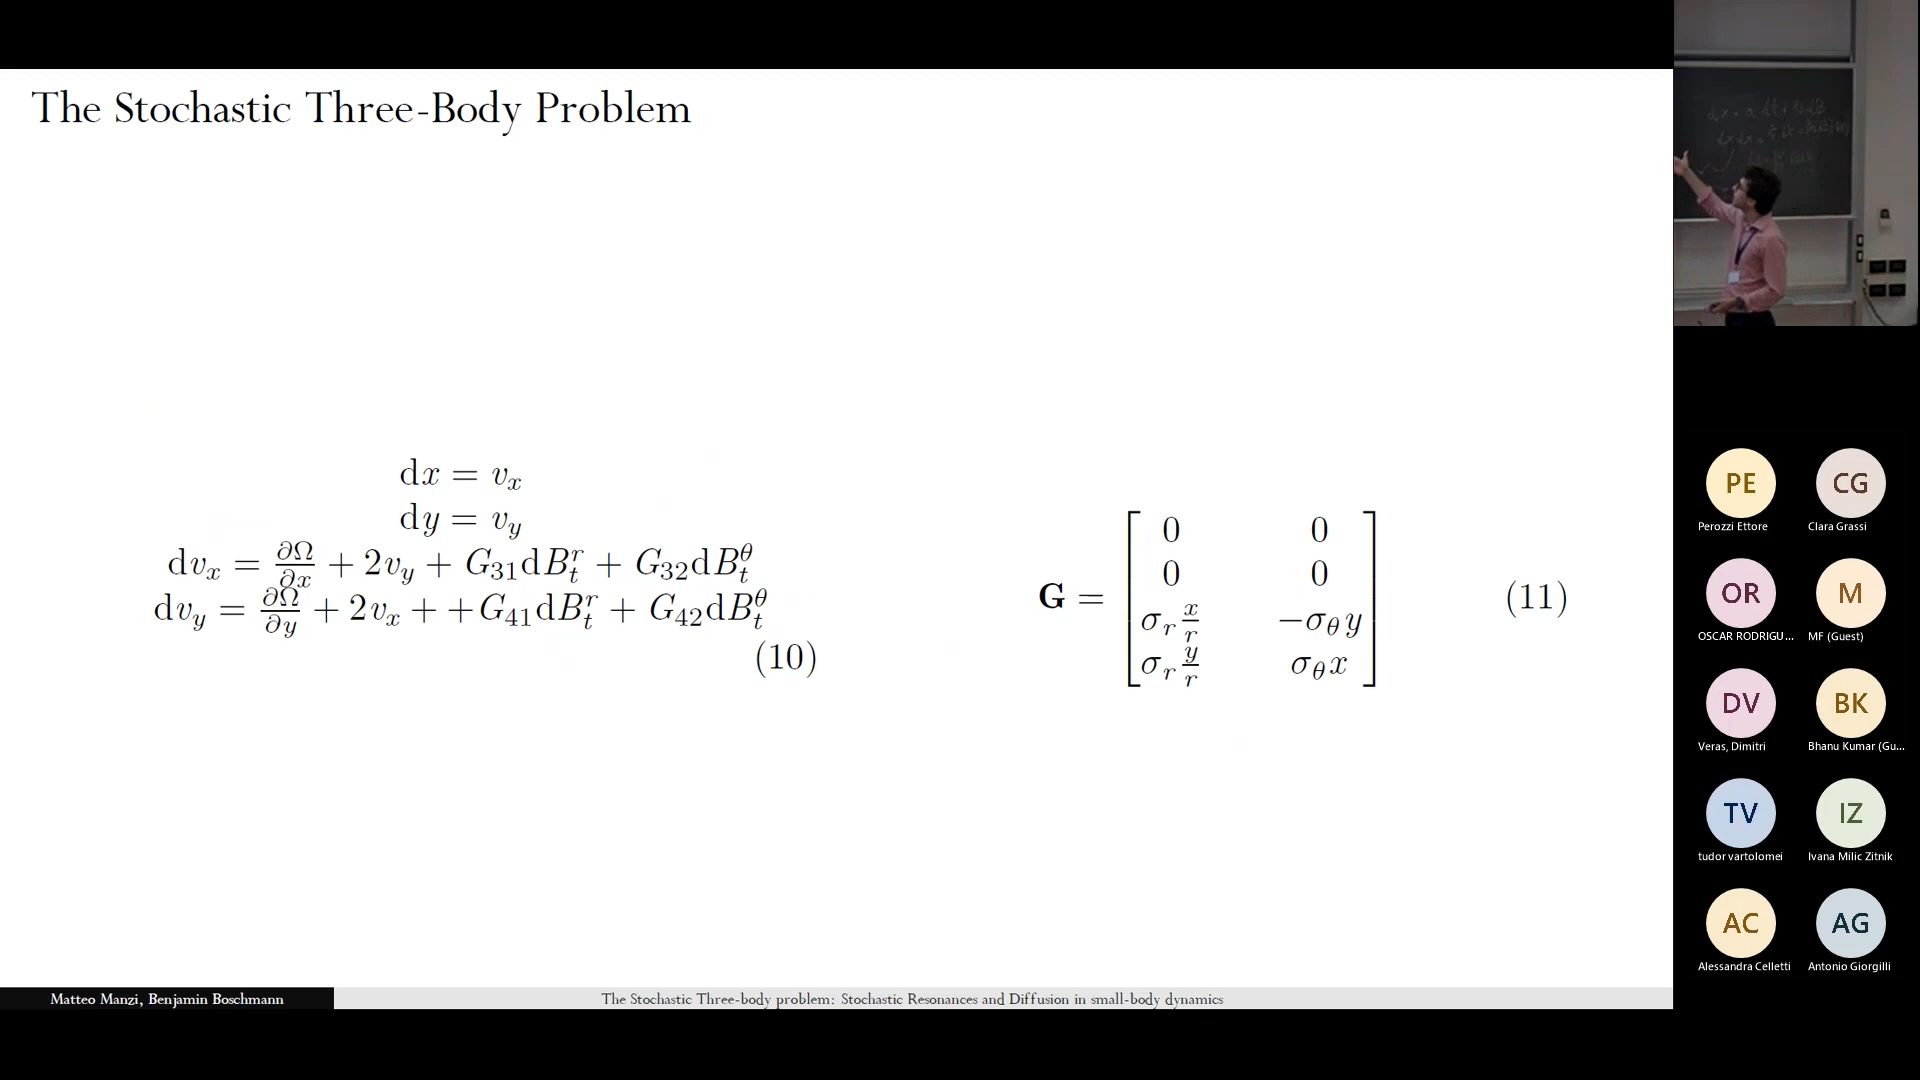 The Stochastic Three-Body Problem
dx = v_x
dy = v_y
dv_x = ∂Ω/∂x + 2v_y + G_31 dB_t^r + G_32 dB_t^θ
dv_y = ∂Ω/∂y + 2v_x + +G_41 dB_t^r + G_42 dB_t^θ
(10)
G =
0 0
0 0
σ_r x/r −σ_θ y
σ_r y/r σ_θ x
(11)
Matteo Manzi, Benjamin Boschmann
The Stochastic Three-body problem: Stochastic Resonances and Diffusion in small-body dynamics
PE CG
Perozzi Ettore Clara Grassi
OR M
OSCAR RODRIGU... MF (Guest)
DV BK
Veras, Dimitri Bhanu Kumar (Gu...
TV IZ
tudor vartolomei Ivana Milic Zitnik
AC AG
Alessandra Celletti Antonio Giorgilli